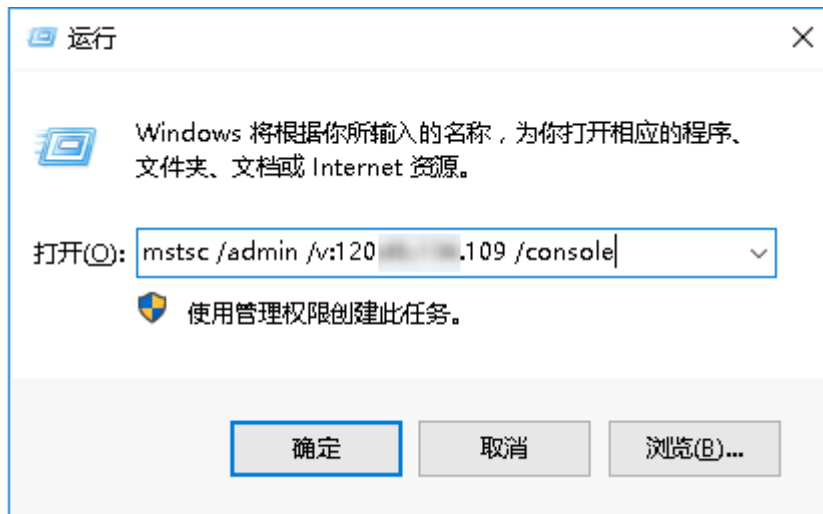 运行
Windows 将根据你所输入的名称，为你打开相应的程序、
文件夹、文档或 Internet 资源。
打开(O): mstsc /admin /v:120 .109 /console
使用管理权限创建此任务。
确定 取消 浏览(B)...